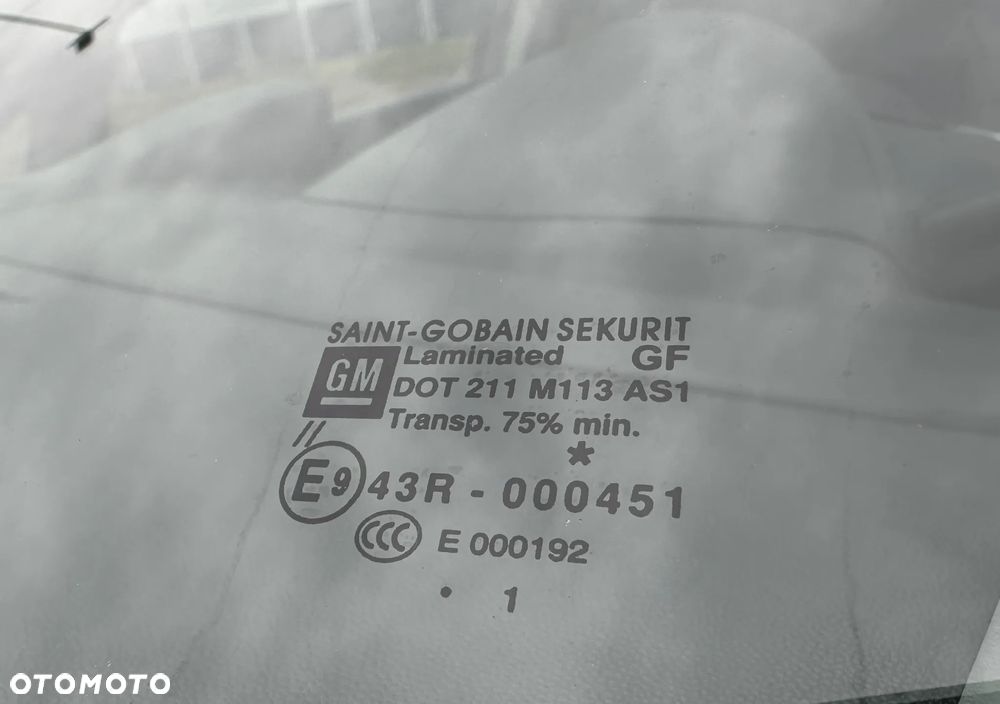 SAINT-GOBAIN SEKURIT
GM Laminated GF
DOT 211 M113 AS1
Transp. 75% min.
*
// E9 43R - 000451
CCC E 000192
. 1
OTOMOTO